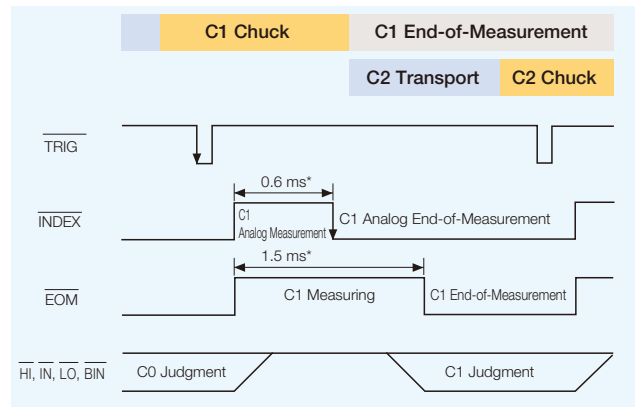 C1 Chuck C1 End-of-Measurement
C2 Transport C2 Chuck
TRIG
0.6 ms*
INDEX C1 Analog Measurement C1 Analog End-of-Measurement
1.5 ms*
EOM C1 Measuring C1 End-of-Measurement
HI, IN, LO, BIN C0 Judgment C1 Judgment